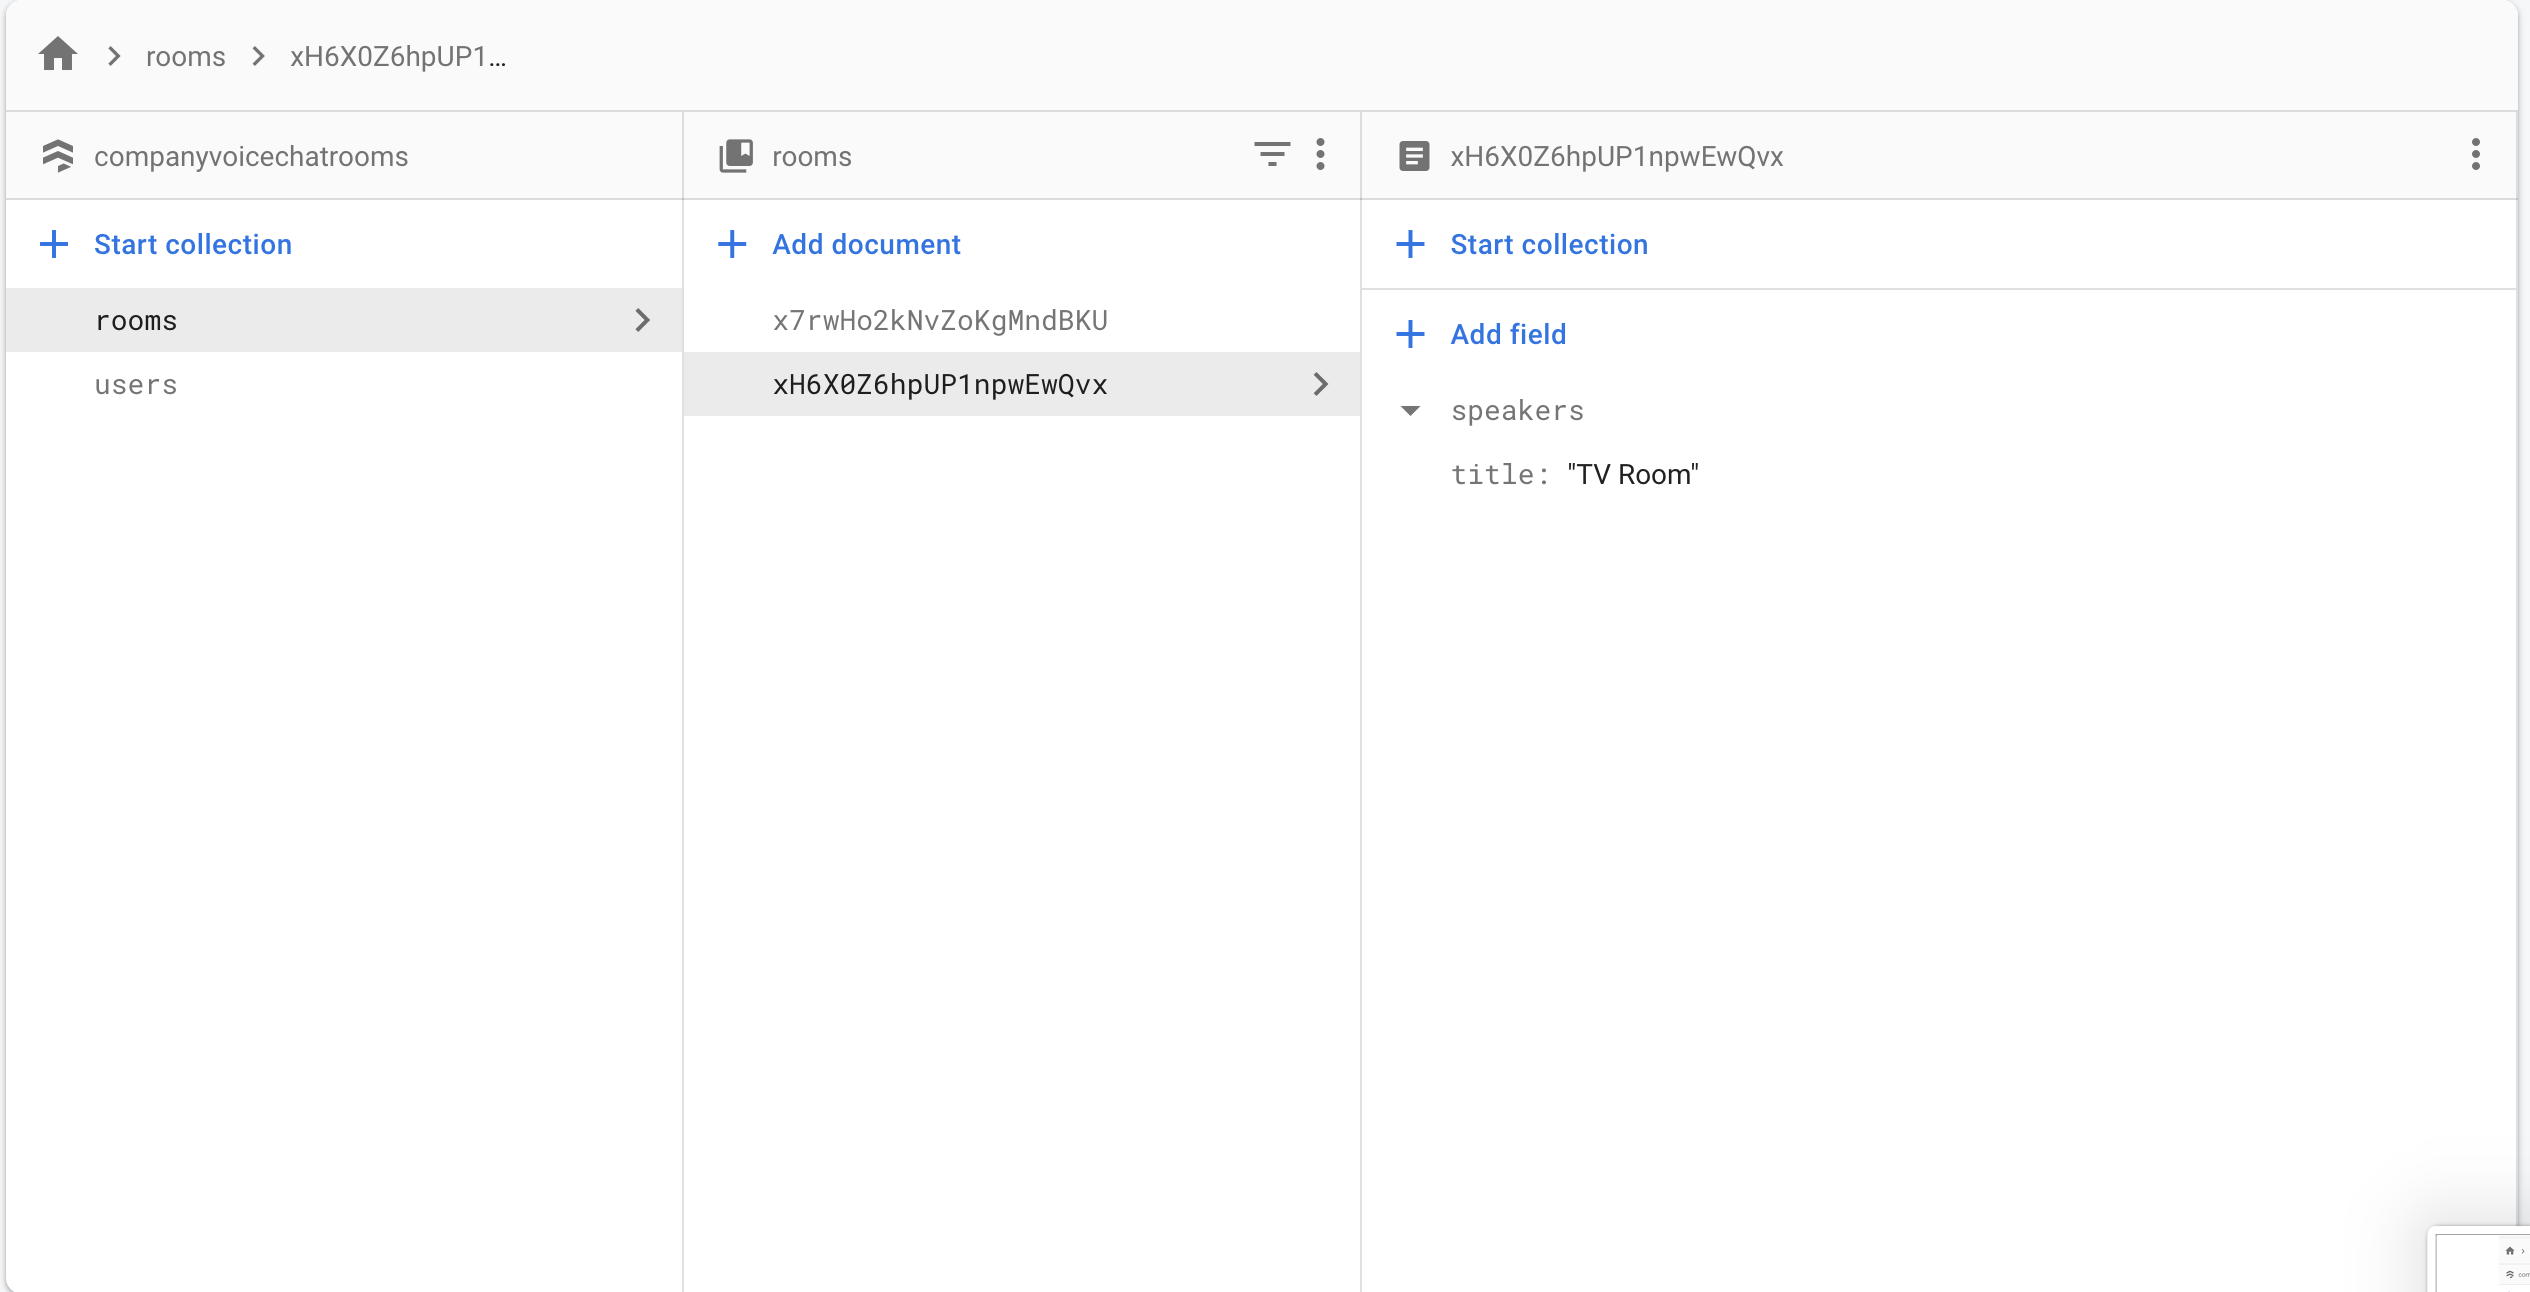 rooms xH6X0Z6hpUP1...
companyvoicechatrooms
Start collection
rooms
users
rooms
Add document
x7rwHo2kNvZoKgMndBKU
xH6X0Z6hpUP1npwEwQvx
xH6X0Z6hpUP1npwEwQvx
Start collection
Add field
speakers
title: "TV Room"